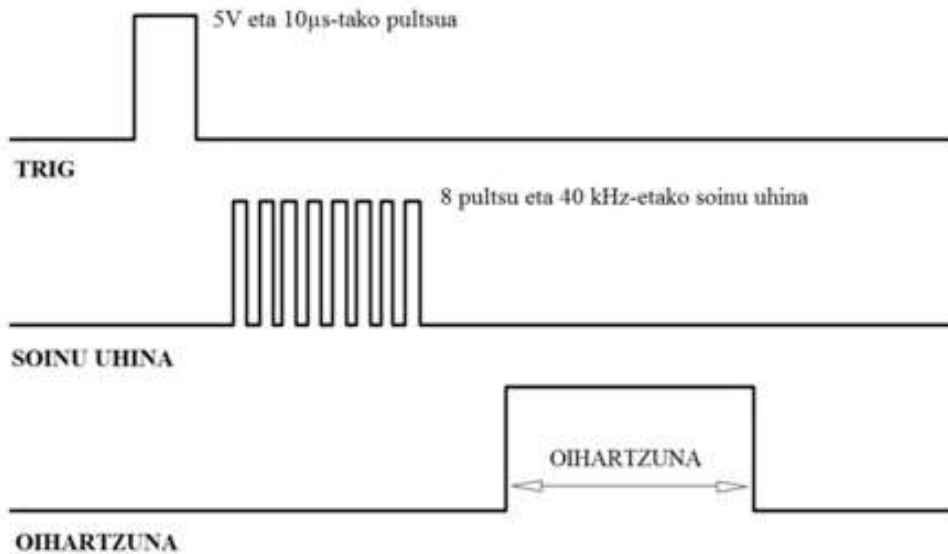 5V eta 10µs-tako pultsua
TRIG
8 pultsu eta 40 kHz-etako soinu uhina
SOINU UHINA
OIHARTZUNA
OIHARTZUNA